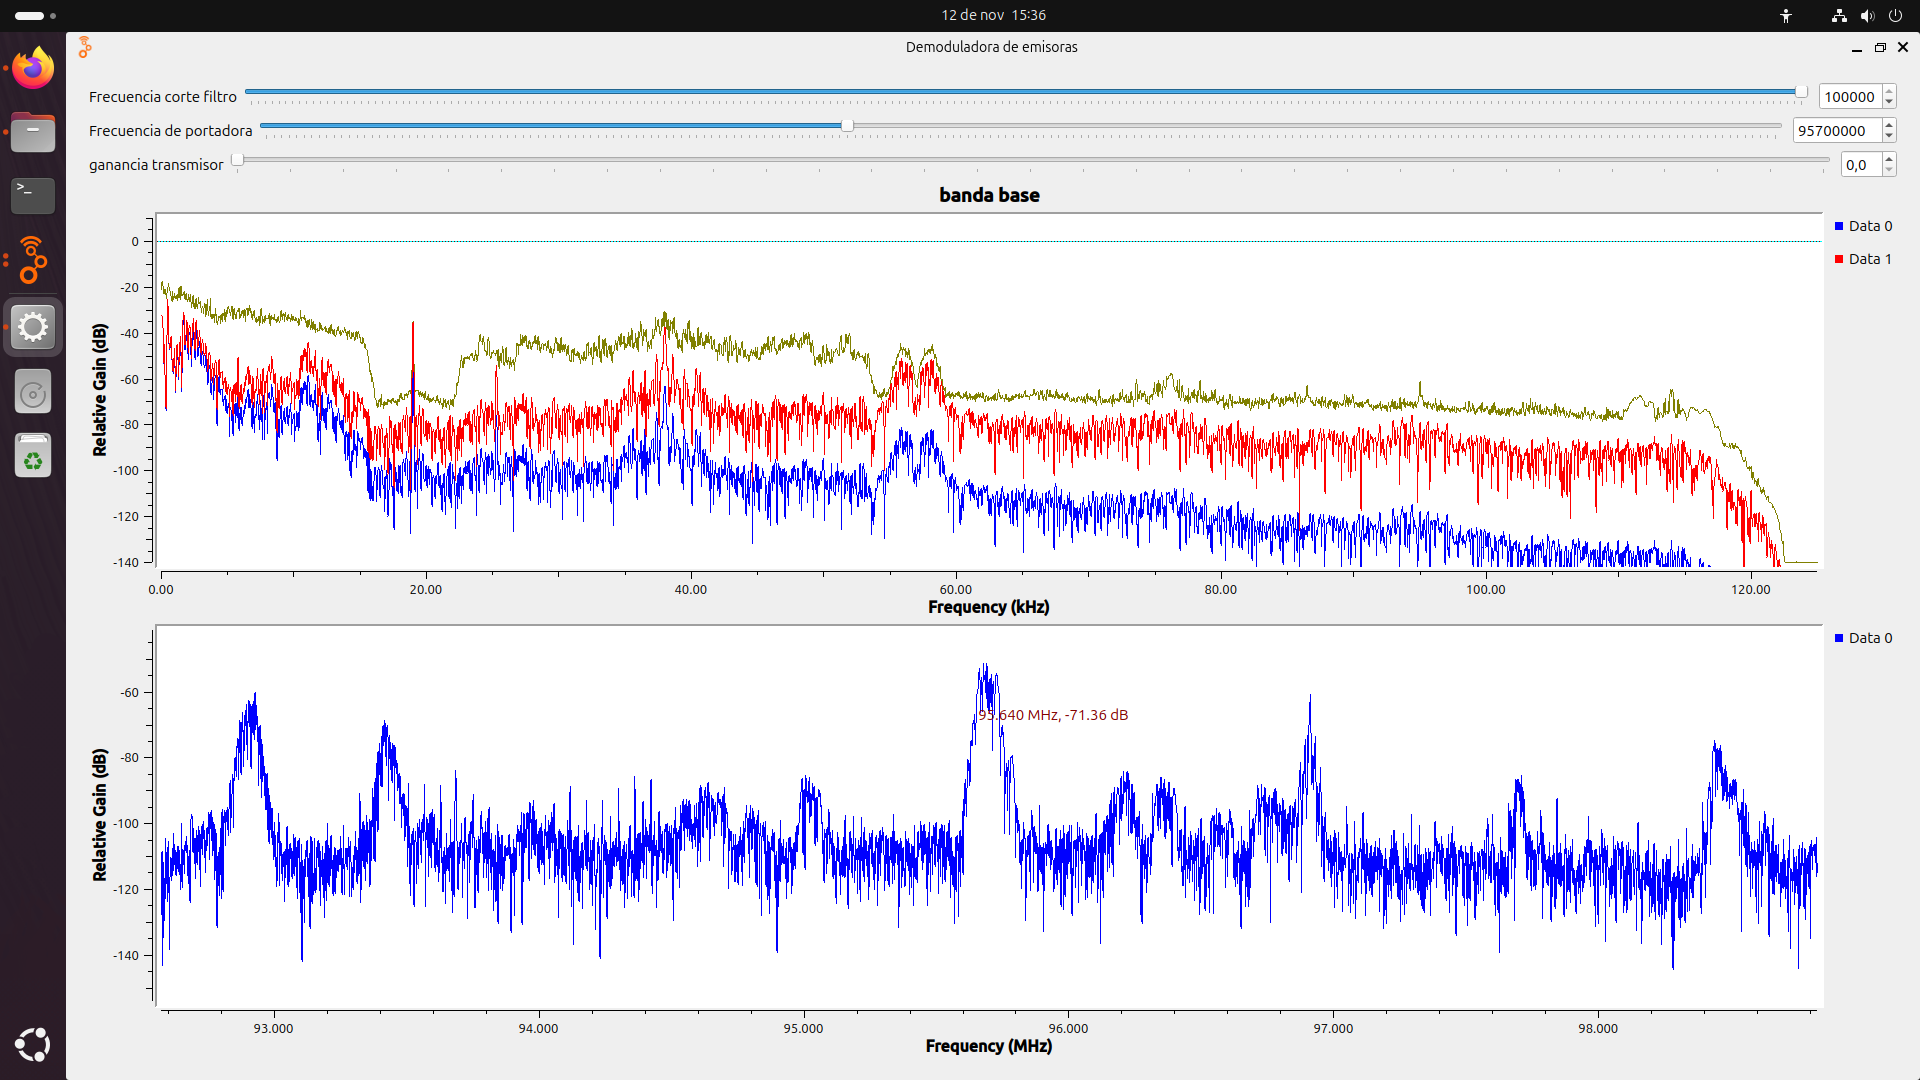 12 de nov 15:36
Demoduladora de emisoras
Frecuencia corte filtro 100000
Frecuencia de portadora 95700000
ganancia transmisor 0,0
banda base
Data 0
Data 1
Relative Gain (dB)
0
-20
-40
-60
-80
-100
-120
-140
0.00 20.00 40.00 60.00 80.00 100.00 120.00
Frequency (kHz)
Data 0
95.640 MHz, -71.36 dB
Relative Gain (dB)
-60
-80
-100
-120
-140
93.000 94.000 95.000 96.000 97.000 98.000
Frequency (MHz)